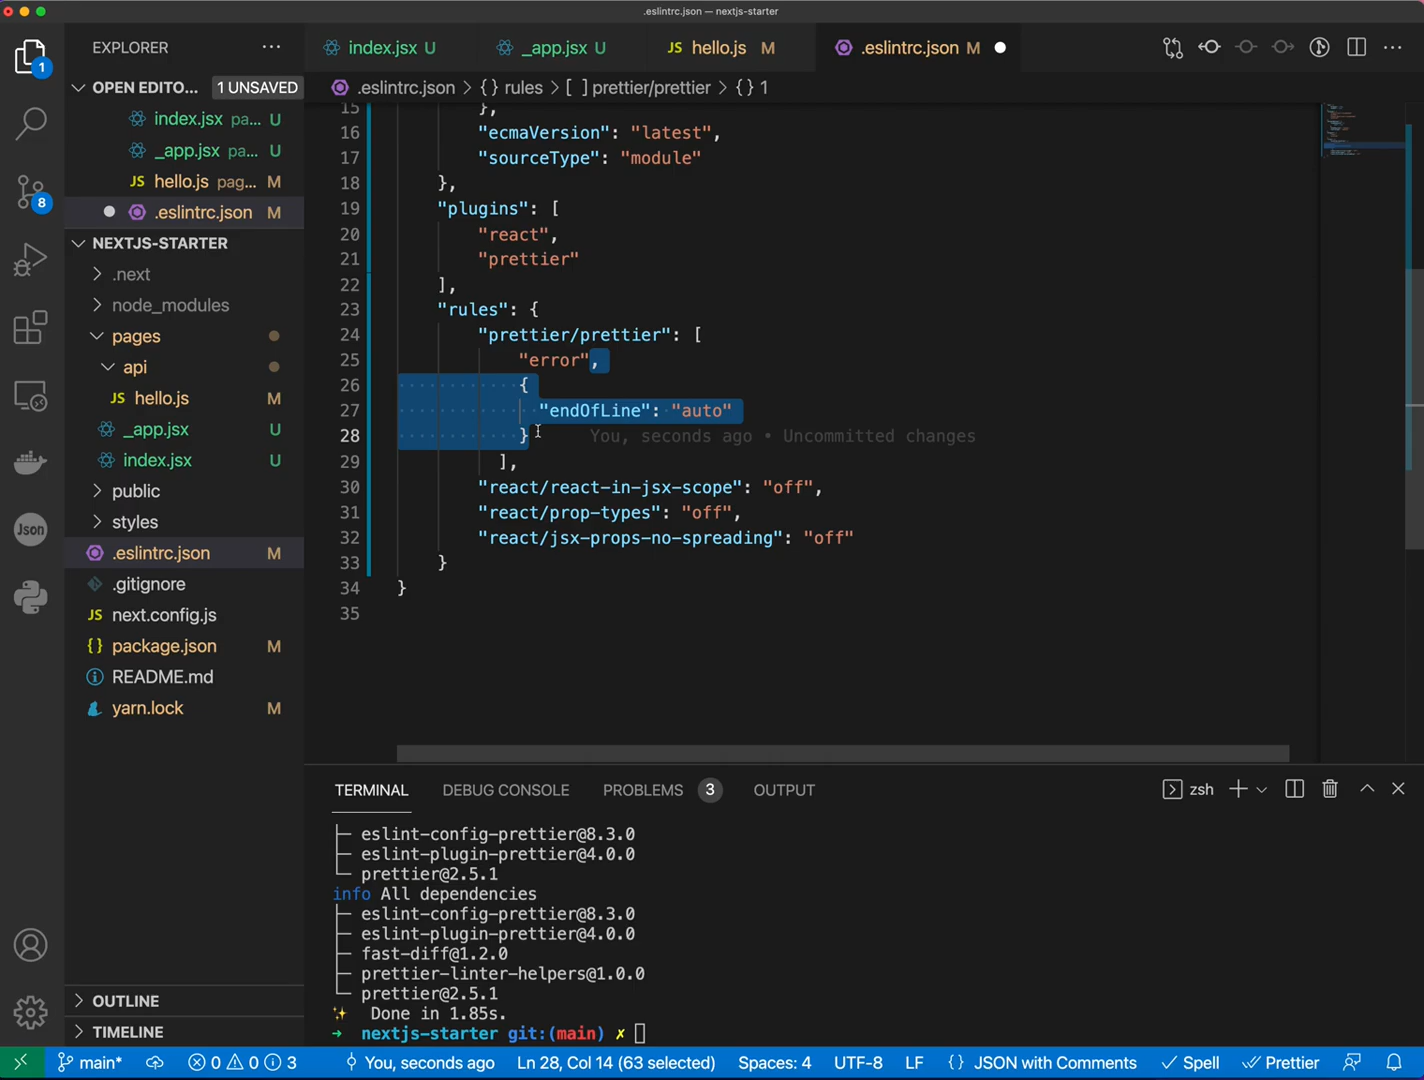 .eslintrc.json — nextjs-starter
EXPLORER
index.jsx U
_app.jsx U
JS hello.js M
.eslintrc.json M
1
OPEN EDITO... 1 UNSAVED
.eslintrc.json > {} rules > [ ] prettier/prettier > {} 1
index.jsx pa... U
_app.jsx pa... U
JS hello.js pag... M
.eslintrc.json M
8
NEXTJS-STARTER
.next
node_modules
pages
api
JS hello.js
_app.jsx U
index.jsx U
public
styles
.eslintrc.json M
.gitignore
JS next.config.js
{} package.json M
README.md
yarn.lock M
Json
OUTLINE
TIMELINE
15 },
16 "ecmaVersion": "latest",
17 "sourceType": "module"
18 },
19 "plugins": [
20 "react",
21 "prettier"
22 ],
23 "rules": {
24 "prettier/prettier": [
25 "error",
26 {
27 "endOfLine": "auto"
28 } You, seconds ago • Uncommitted changes
29 ],
30 "react/react-in-jsx-scope": "off",
31 "react/prop-types": "off",
32 "react/jsx-props-no-spreading": "off"
33 }
34 }
35
TERMINAL DEBUG CONSOLE PROBLEMS 3 OUTPUT zsh
├─ eslint-config-prettier@8.3.0
├─ eslint-plugin-prettier@4.0.0
└─ prettier@2.5.1
info All dependencies
├─ eslint-config-prettier@8.3.0
├─ eslint-plugin-prettier@4.0.0
├─ fast-diff@1.2.0
├─ prettier-linter-helpers@1.0.0
└─ prettier@2.5.1
✨ Done in 1.85s.
→ nextjs-starter git:(main) ✗
main* 0 0 3 You, seconds ago Ln 28, Col 14 (63 selected) Spaces: 4 UTF-8 LF {} JSON with Comments Spell Prettier